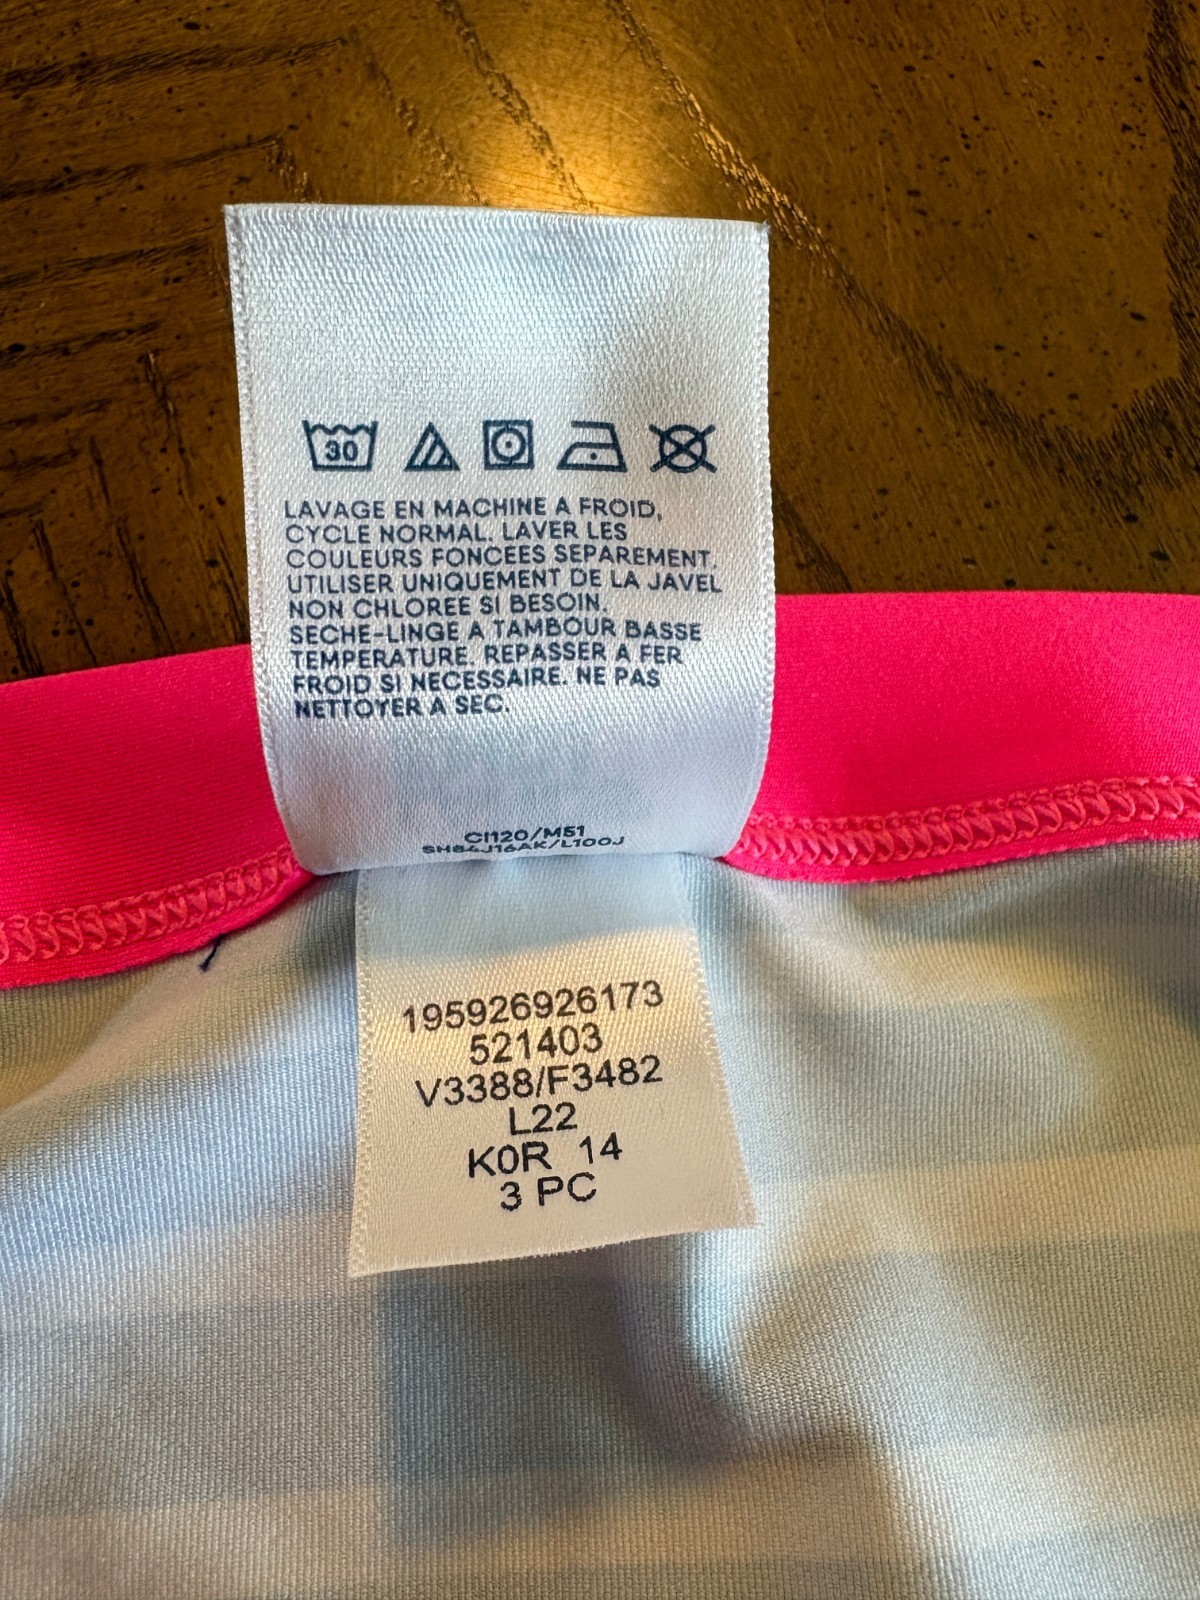 30
LAVAGE EN MACHINE A FROID,
CYCLE NORMAL. LAVER LES
COULEURS FONCEES SEPAREMENT.
UTILISER UNIQUEMENT DE LA JAVEL
NON CHLOREE SI BESOIN.
SECHE-LINGE A TAMBOUR BASSE
TEMPERATURE. REPASSER A FER
FROID SI NECESSAIRE. NE PAS
NETTOYER A SEC.
CI120/M51
SH84J16AK/L100J
195926926173
521403
V3388/F3482
L22
K0R 14
3 PC